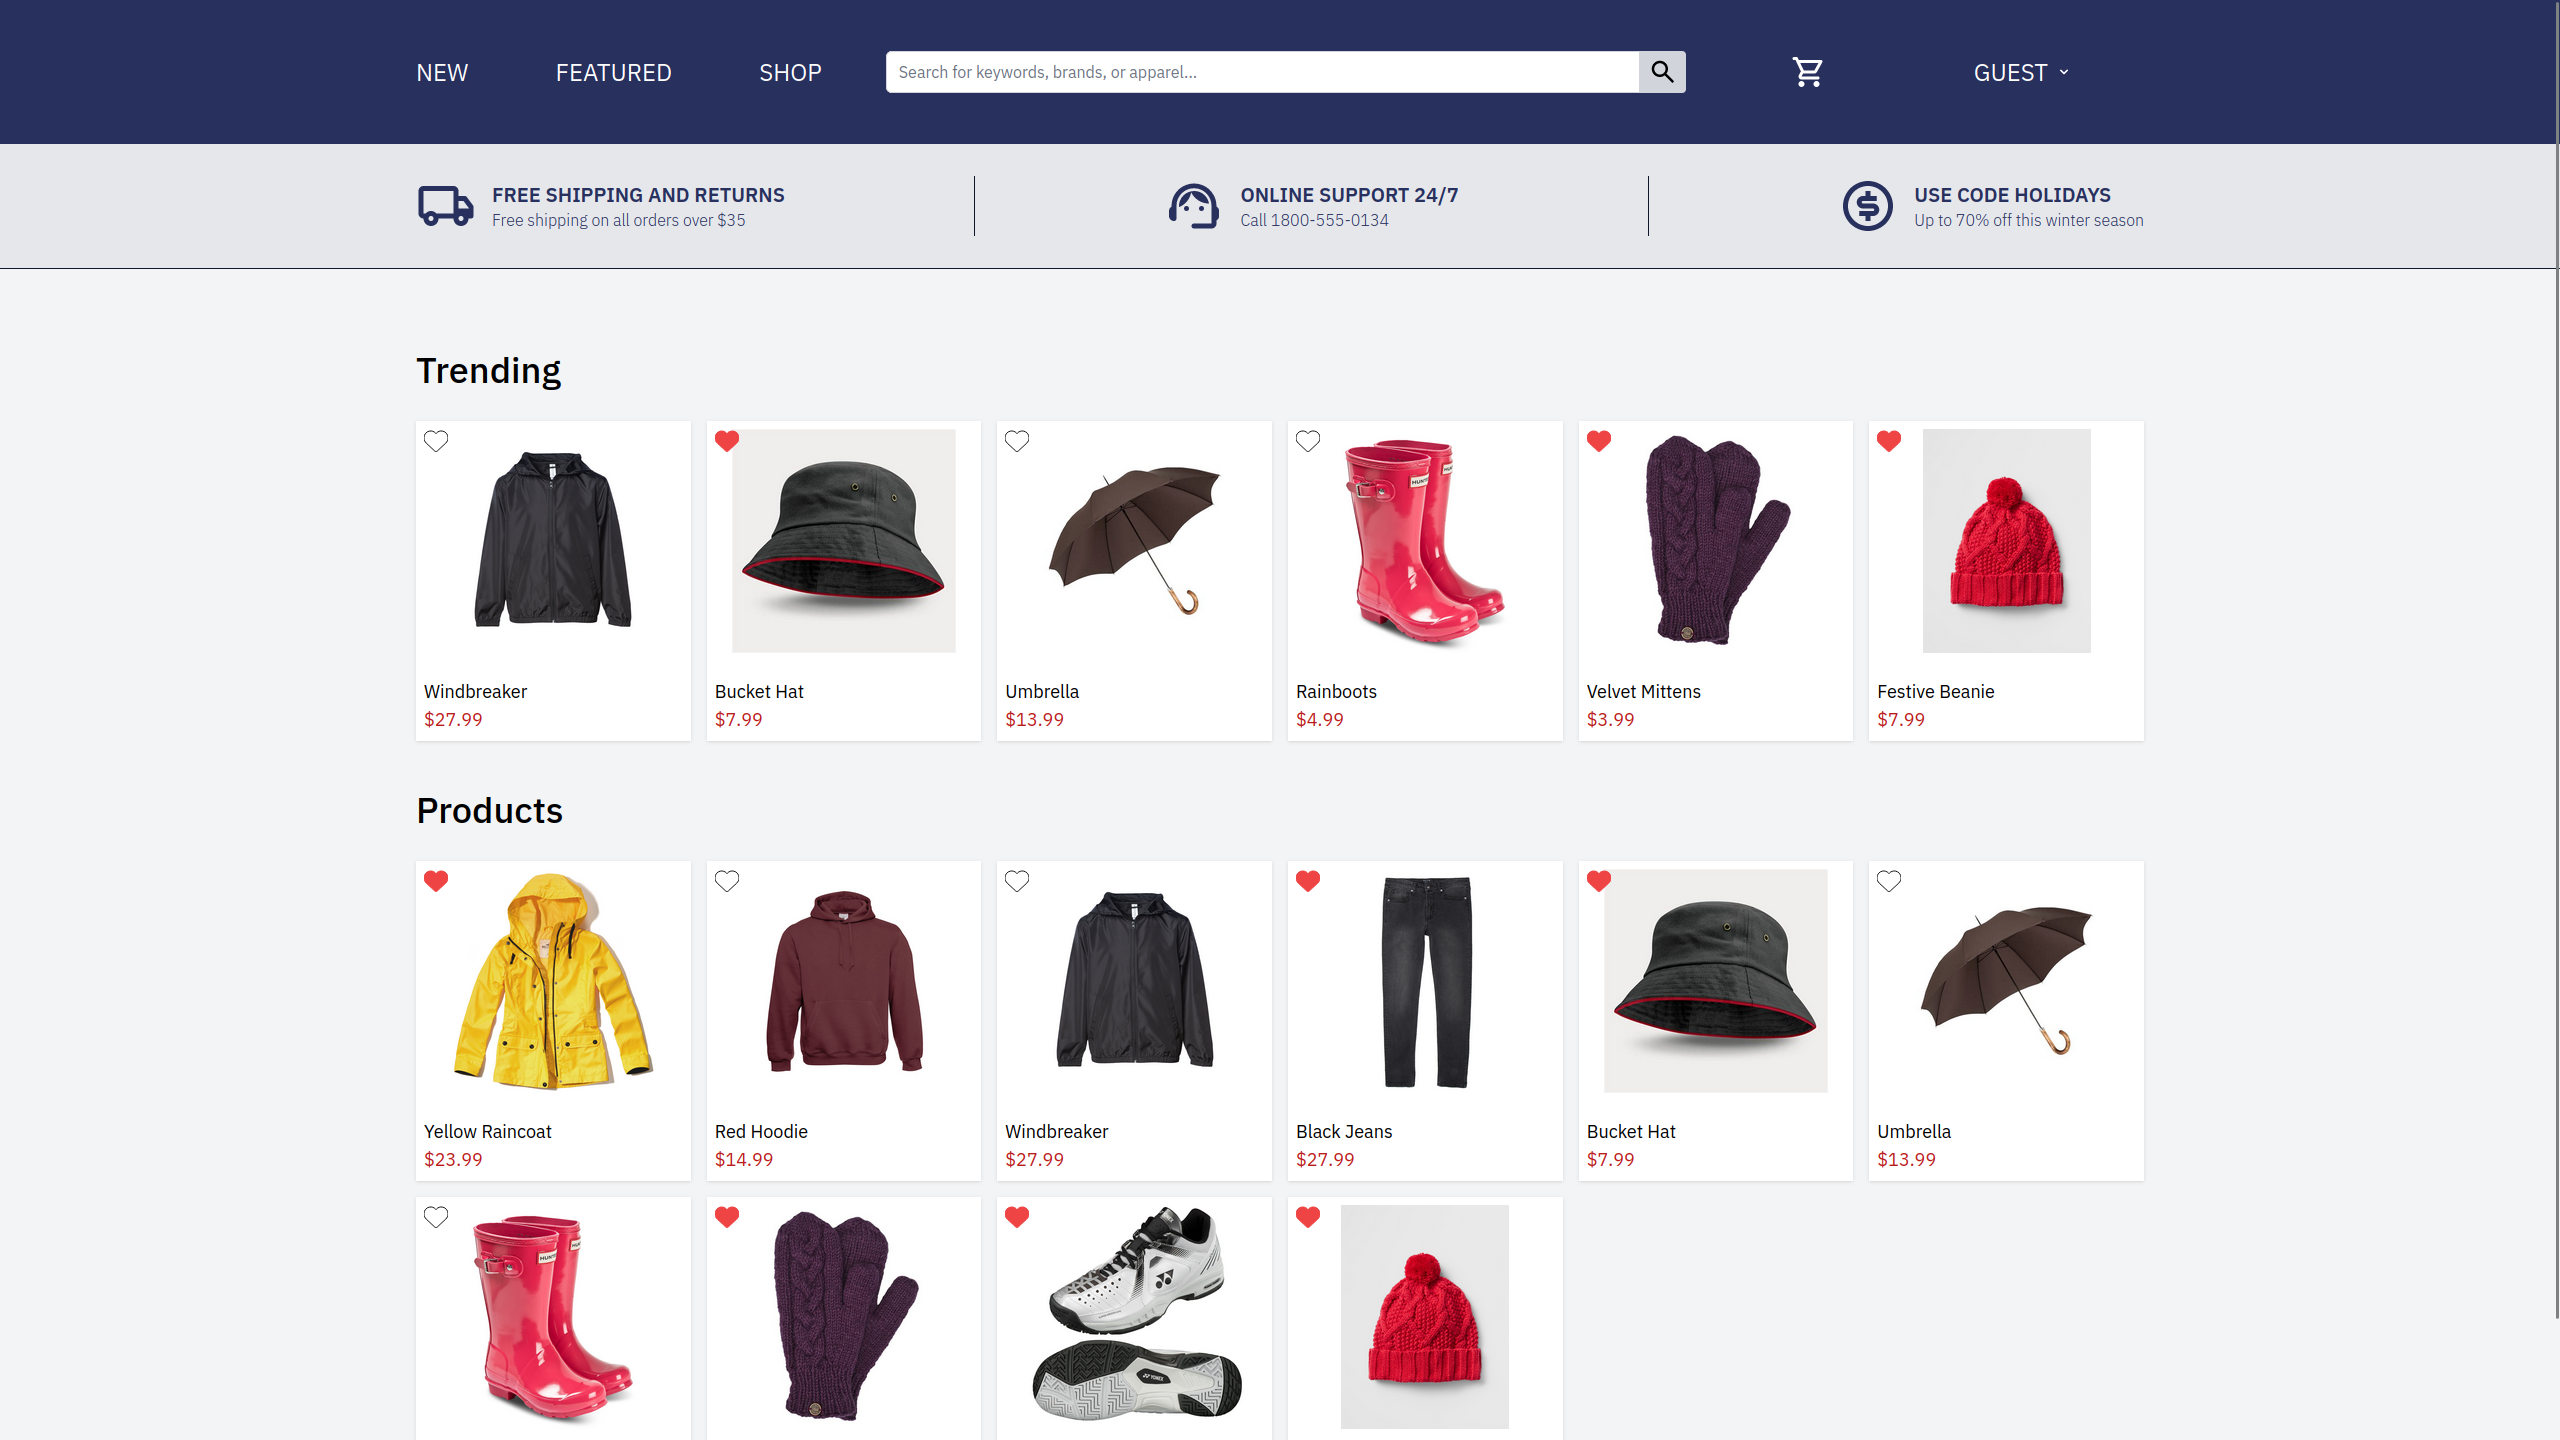 NEW FEATURED SHOP Search for keywords, brands, or apparel... GUEST
FREE SHIPPING AND RETURNS
Free shipping on all orders over $35
ONLINE SUPPORT 24/7
Call 1800-555-0134
USE CODE HOLIDAYS
Up to 70% off this winter season
Trending
Windbreaker
$27.99
Bucket Hat
$7.99
Umbrella
$13.99
Rainboots
$4.99
Velvet Mittens
$3.99
Festive Beanie
$7.99
Products
Yellow Raincoat
$23.99
Red Hoodie
$14.99
Windbreaker
$27.99
Black Jeans
$27.99
Bucket Hat
$7.99
Umbrella
$13.99
YONEX